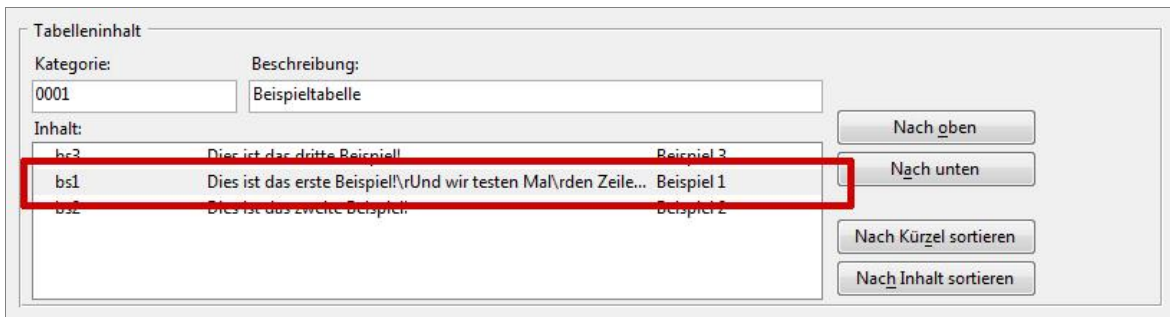 Tabelleninhalt
Kategorie: Beschreibung:
0001 Beispieltabelle
Inhalt:
Nach oben
bs3 Dies ist das dritte Beispiel! Beispiel 3
Nach unten
bs1 Dies ist das erste Beispiel!\rUnd wir testen Mal\rden Zeile... Beispiel 1
bs2 Dies ist das zweite Beispiel! Beispiel 2
Nach Kürzel sortieren
Nach Inhalt sortieren